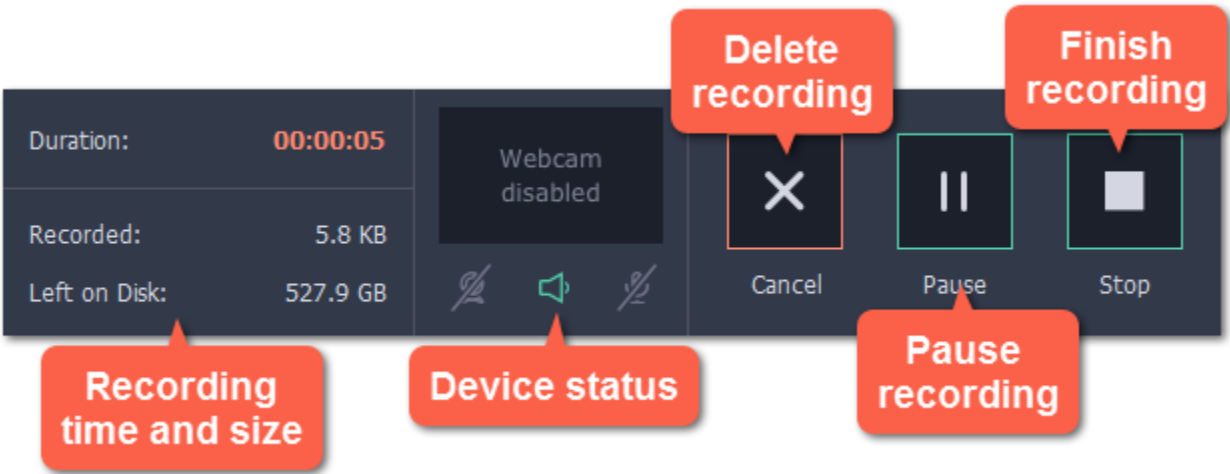 Delete
recording
Finish
recording
Duration: 00:00:05
Webcam
disabled
Recorded: 5.8 KB
Left on Disk: 527.9 GB
Cancel
Pause
Stop
Recording
time and size
Device status
Pause
recording